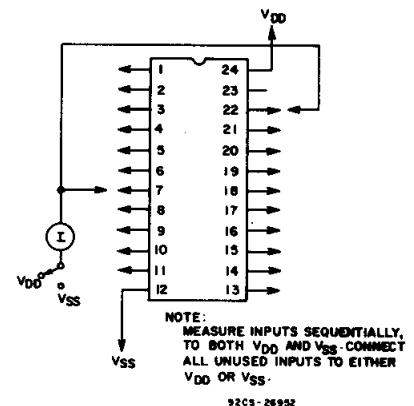 VDD
1 24
2 23
3 22
4 21
5 20
6 19
7 18
8 17
9 16
10 15
11 14
12 13
I
VDD
VSS
VSS
NOTE:
MEASURE INPUTS SEQUENTIALLY,
TO BOTH VDD AND VSS. CONNECT
ALL UNUSED INPUTS TO EITHER
VDD OR VSS.
92CS-26952